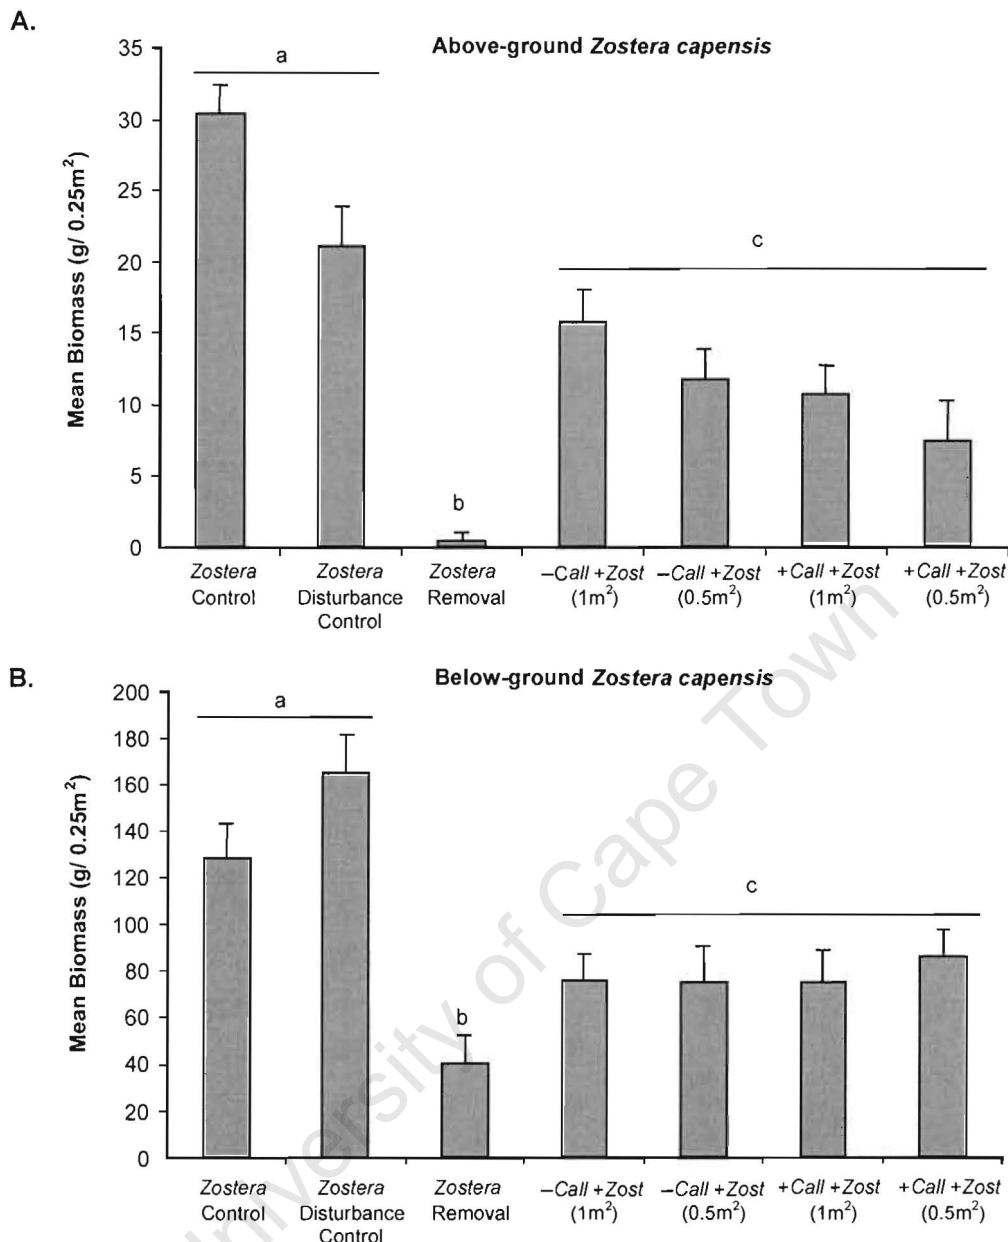 A.
Above-ground Zostera capensis
Mean Biomass (g/ 0.25m²)
35
30
25
20
15
10
5
0
a
b
c
Zostera Control
Zostera Disturbance Control
Zostera Removal
–Call +Zost (1m²)
–Call +Zost (0.5m²)
+Call +Zost (1m²)
+Call +Zost (0.5m²)
B.
Below-ground Zostera capensis
Mean Biomass (g/ 0.25m²)
200
180
160
140
120
100
80
60
40
20
0
a
b
c
Zostera Control
Zostera Disturbance Control
Zostera Removal
–Call +Zost (1m²)
–Call +Zost (0.5m²)
+Call +Zost (1m²)
+Call +Zost (0.5m²)
University of Cape Town